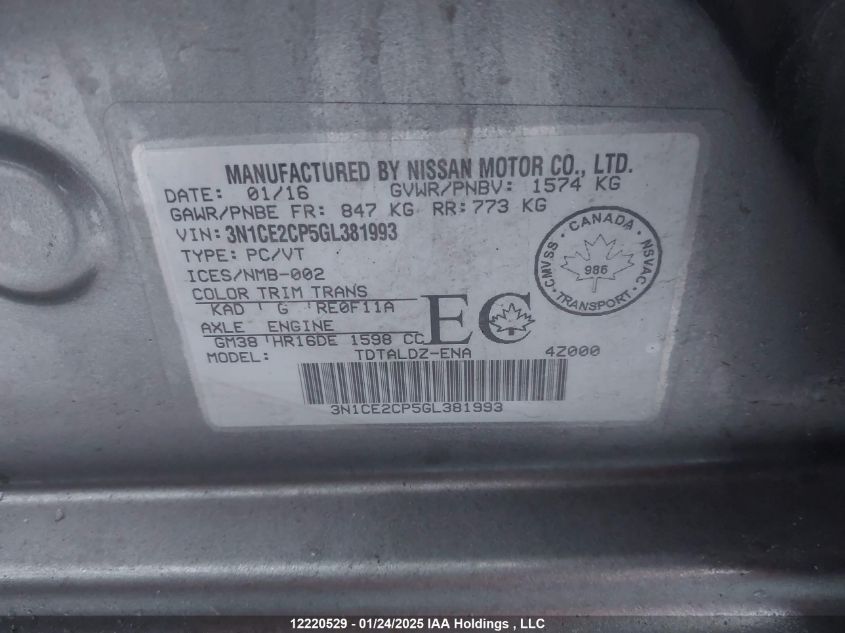 MANUFACTURED BY NISSAN MOTOR CO., LTD.
DATE: 01/16 GVWR/PNBV: 1574 KG
GAWR/PNBE FR: 847 KG RR: 773 KG
VIN: 3N1CE2CP5GL381993
TYPE: PC/VT
ICES/NMB-002
COLOR TRIM TRANS
KAD G RE0F11A
AXLE ENGINE
GM38 HR16DE 1598 CC
MODEL: TDTALDZ-ENA 4Z000
EC
CANADA
CMVSS NSVAC
986
TRANSPORT
3N1CE2CP5GL381993
12220529 - 01/24/2025 IAA Holdings , LLC